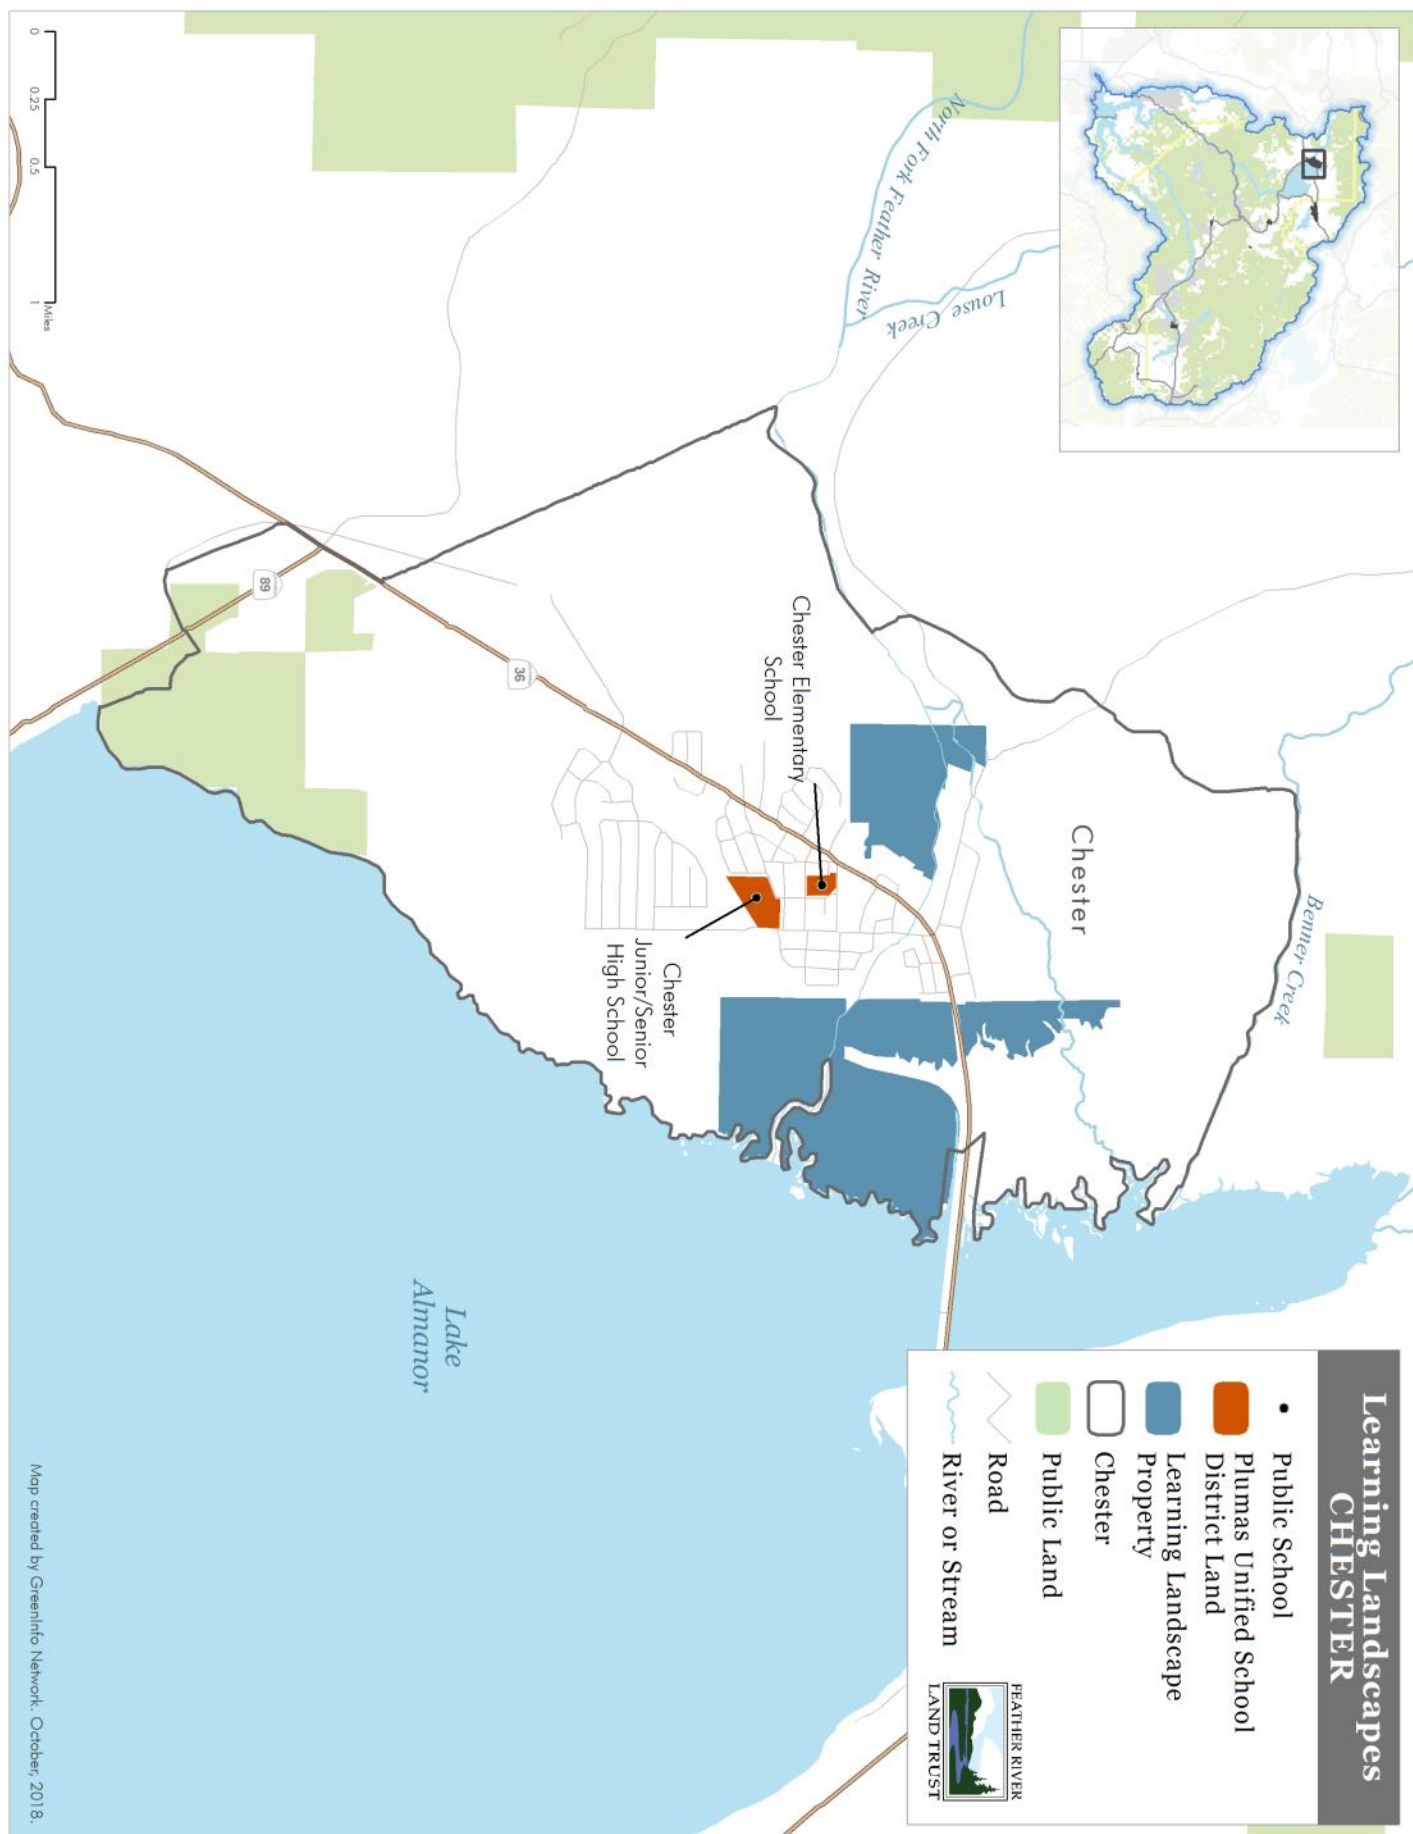 Learning Landscapes
CHESTER
Public School
Plumas Unified School
District Land
Learning Landscape
Property
Chester
Public Land
Road
River or Stream
FEATHER RIVER
LAND TRUST
North Fork Feather River
Louse Creek
Benner Creek
Chester
Chester Elementary
School
Chester
Junior/Senior
High School
36
89
Lake
Almanor
0 0.25 0.5 1
Miles
Map created by GreenInfo Network. October, 2018.